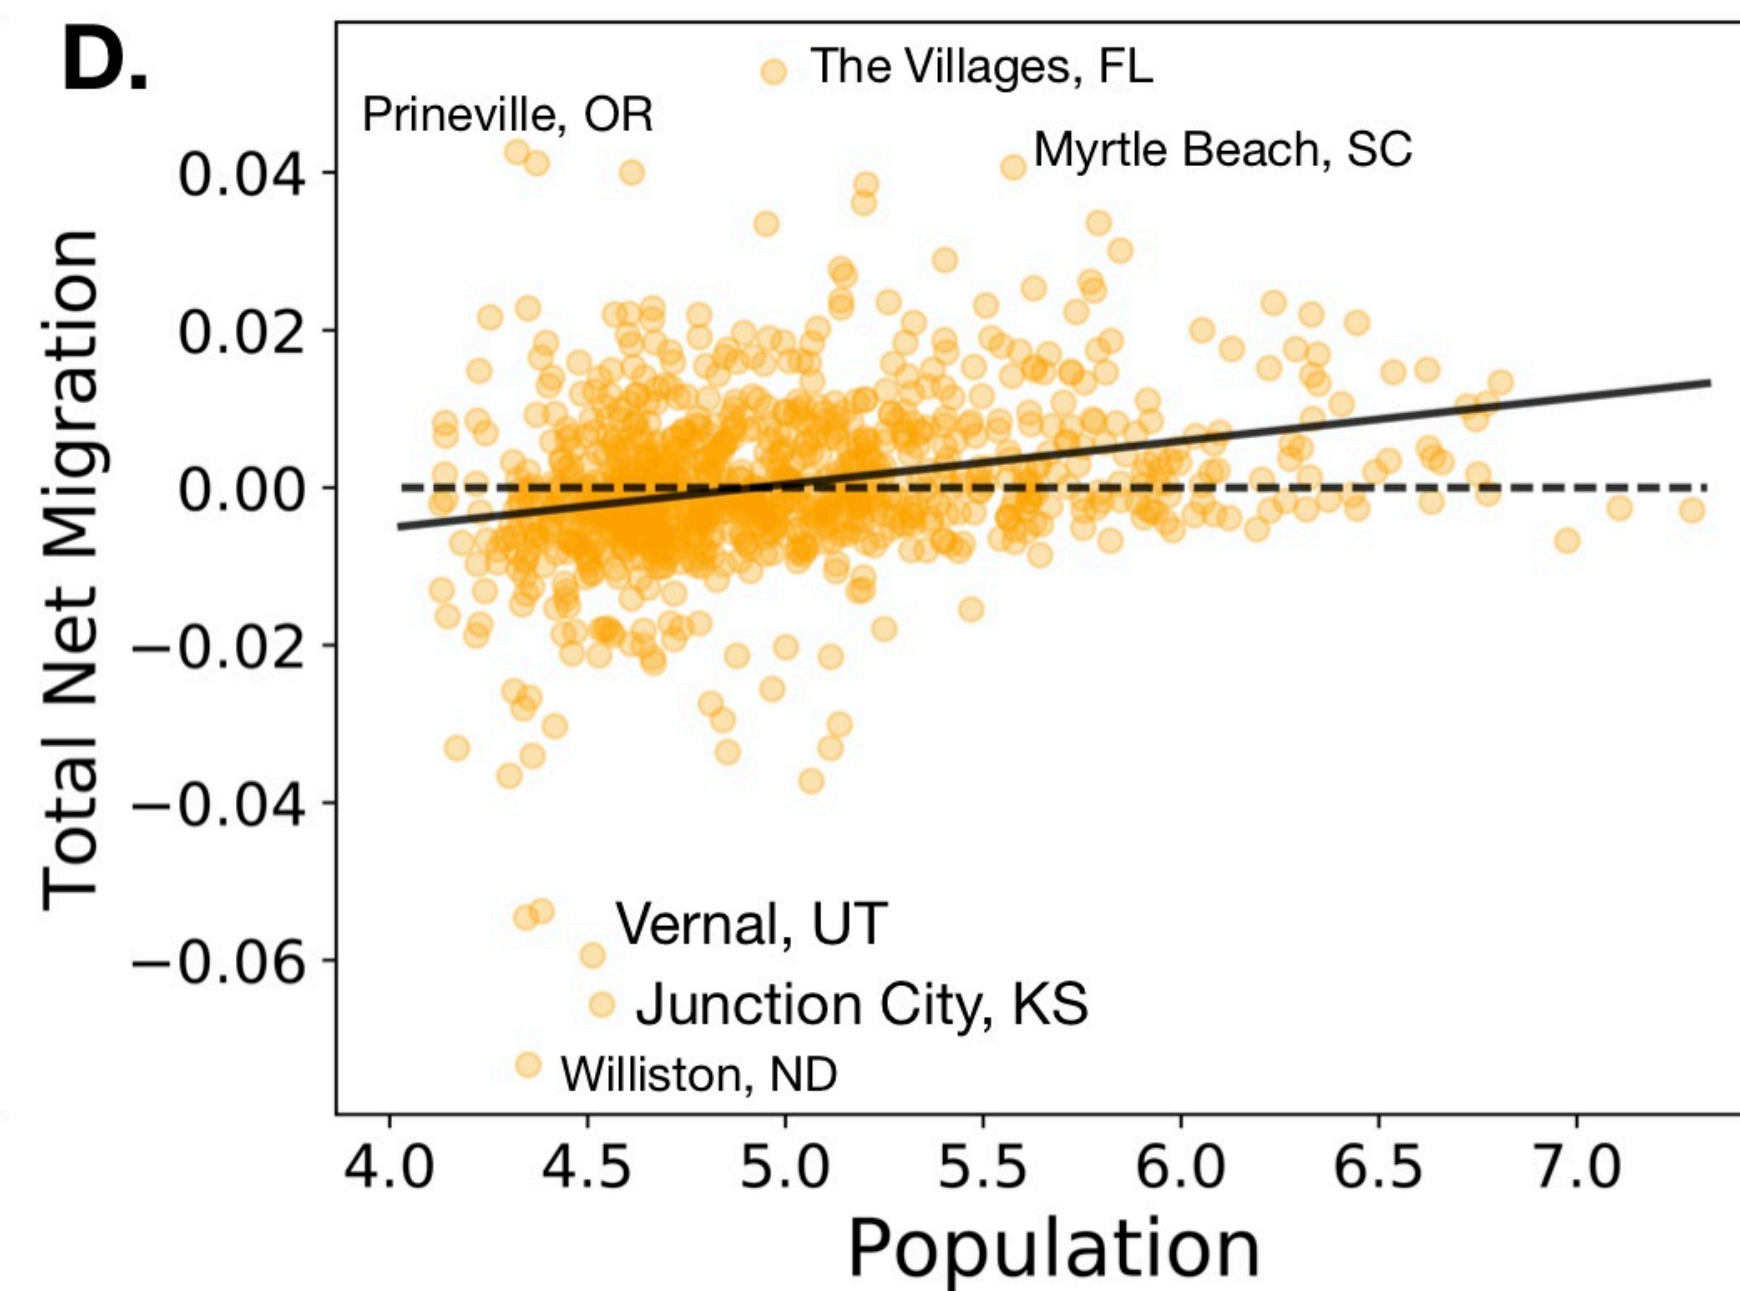 D.
The Villages, FL
Prineville, OR
Myrtle Beach, SC
0.04
0.02
0.00
−0.02
−0.04
−0.06
Total Net Migration
Vernal, UT
Junction City, KS
Williston, ND
4.0 4.5 5.0 5.5 6.0 6.5 7.0
Population